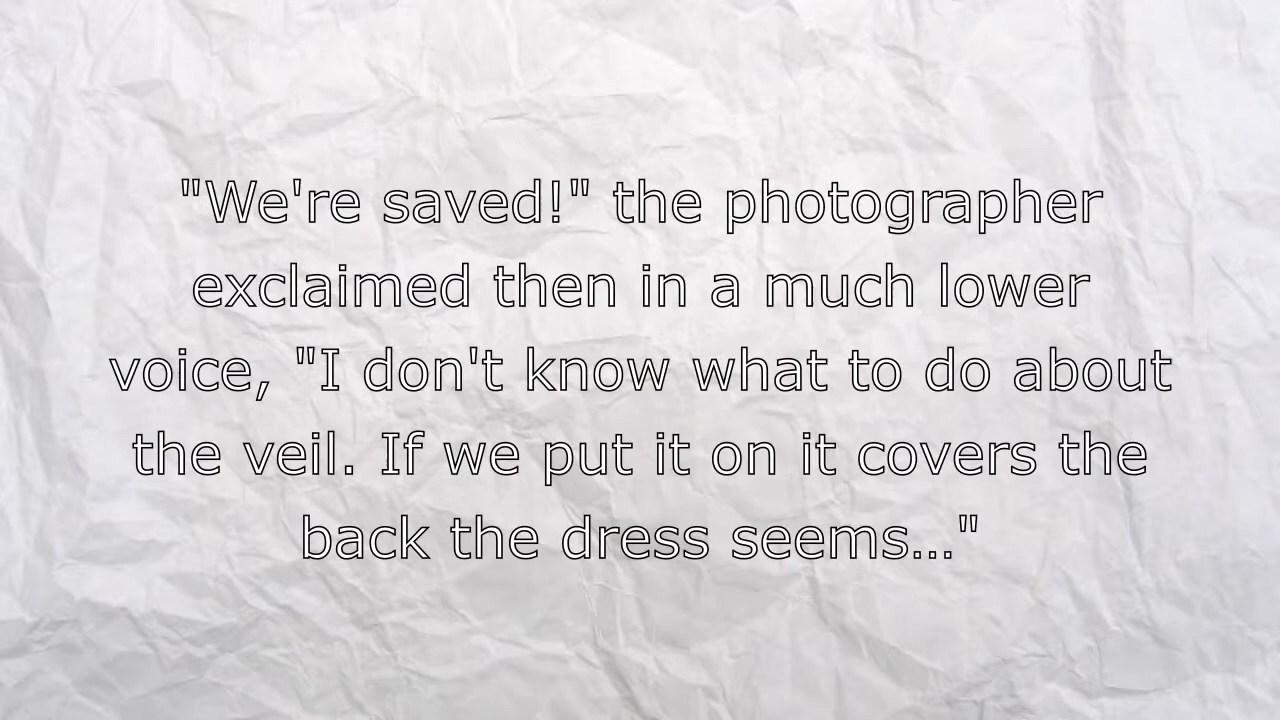 "We're saved!" the photographer
exclaimed then in a much lower
voice, "I don't know what to do about
the veil. If we put it on it covers the
back the dress seems..."